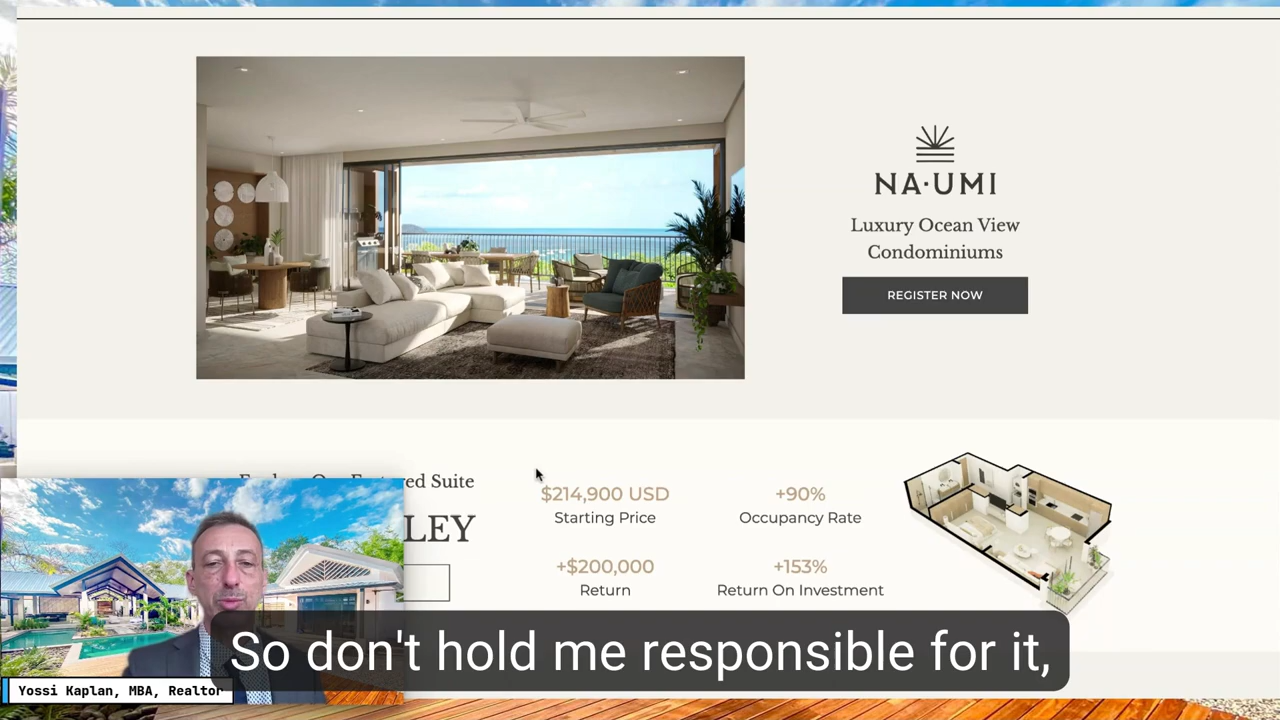 NA·UMI
Luxury Ocean View
Condominiums
REGISTER NOW
Suite
LEY
$214,900 USD
Starting Price
+90%
Occupancy Rate
+$200,000
Return
+153%
Return On Investment
So don't hold me responsible for it,
Yossi Kaplan, MBA, Realtor